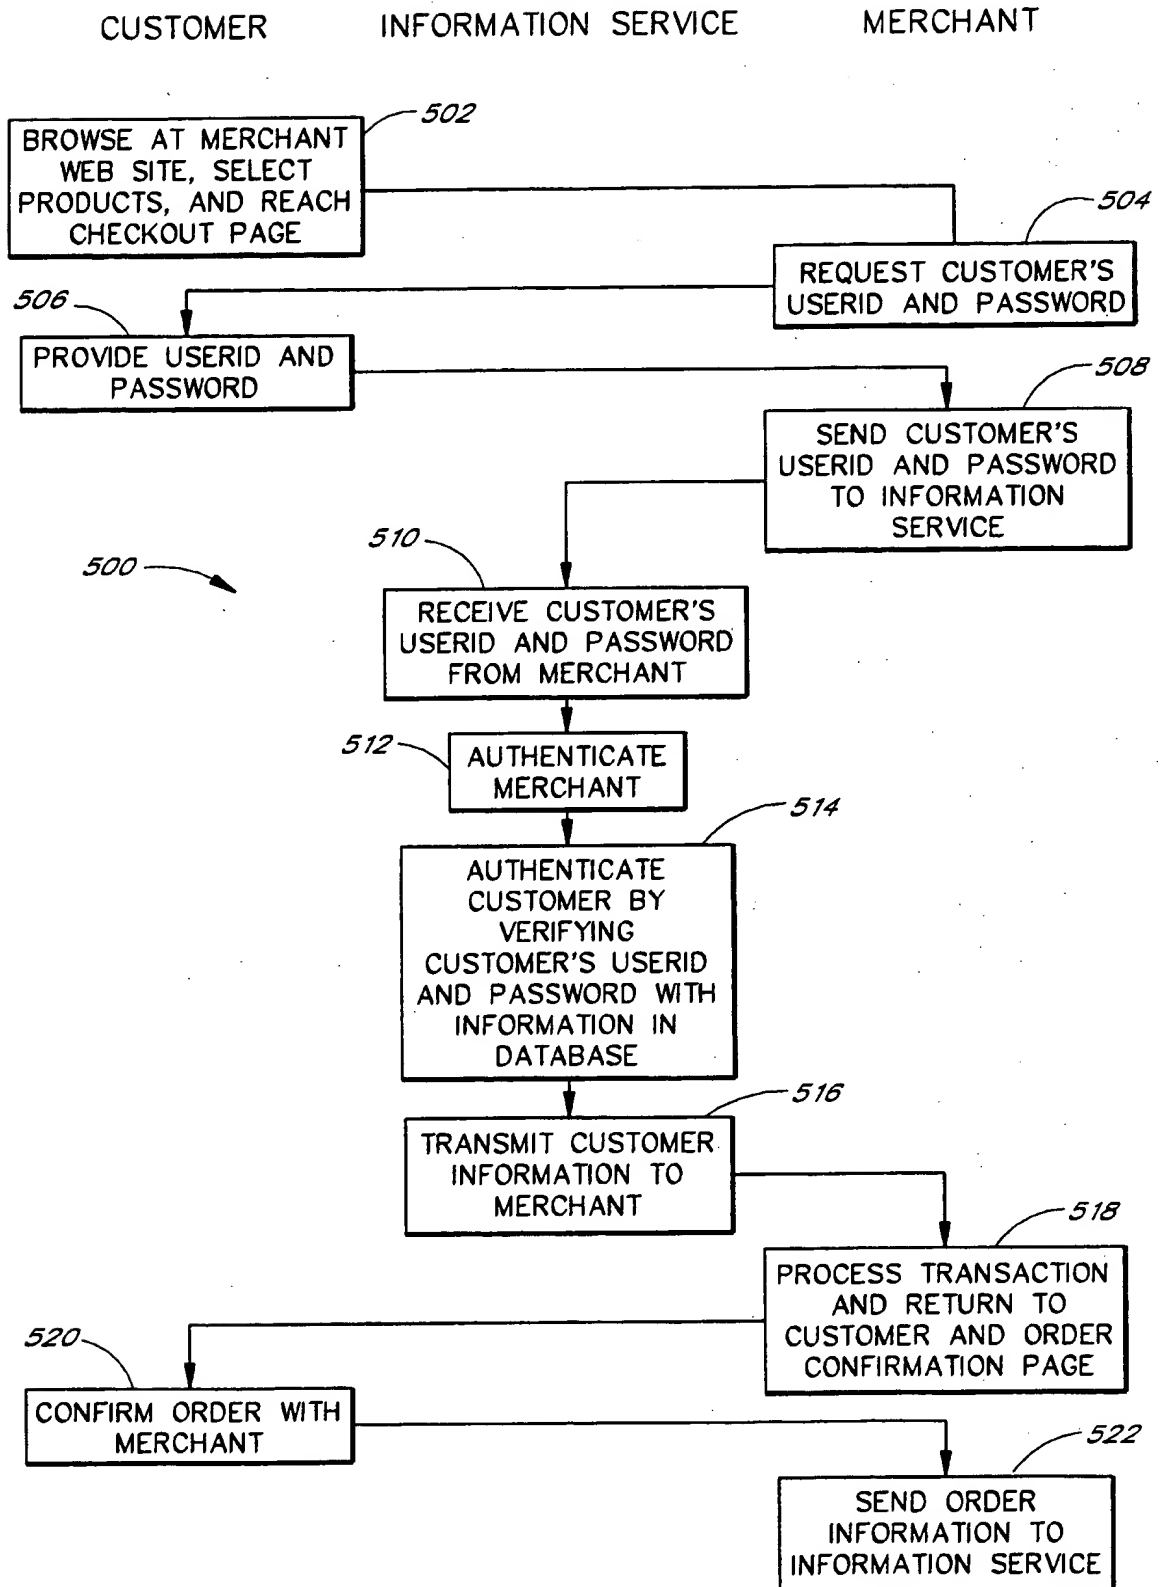 CUSTOMER INFORMATION SERVICE MERCHANT
502
BROWSE AT MERCHANT
WEB SITE, SELECT
PRODUCTS, AND REACH
CHECKOUT PAGE
504
REQUEST CUSTOMER'S
USERID AND PASSWORD
506
PROVIDE USERID AND
PASSWORD
508
SEND CUSTOMER'S
USERID AND PASSWORD
TO INFORMATION
SERVICE
500
510
RECEIVE CUSTOMER'S
USERID AND PASSWORD
FROM MERCHANT
512
AUTHENTICATE
MERCHANT
514
AUTHENTICATE
CUSTOMER BY
VERIFYING
CUSTOMER'S USERID
AND PASSWORD WITH
INFORMATION IN
DATABASE
516
TRANSMIT CUSTOMER
INFORMATION TO
MERCHANT
518
PROCESS TRANSACTION
AND RETURN TO
CUSTOMER AND ORDER
CONFIRMATION PAGE
520
CONFIRM ORDER WITH
MERCHANT
522
SEND ORDER
INFORMATION TO
INFORMATION SERVICE